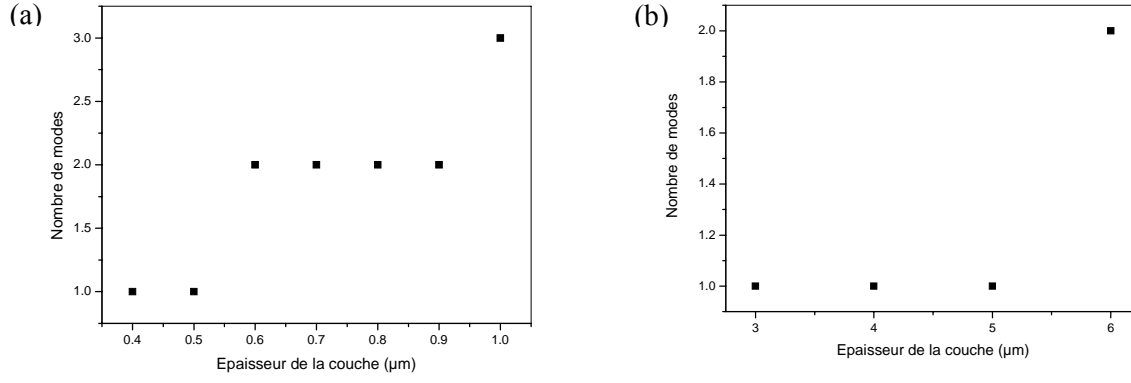 (a)
3.0
2.5
2.0
1.5
1.0
Nombre de modes
0.4 0.5 0.6 0.7 0.8 0.9 1.0
Epaisseur de la couche (µm)
(b)
2.0
1.8
1.6
1.4
1.2
1.0
Nombre de modes
3 4 5 6
Epaisseur de la couche (µm)